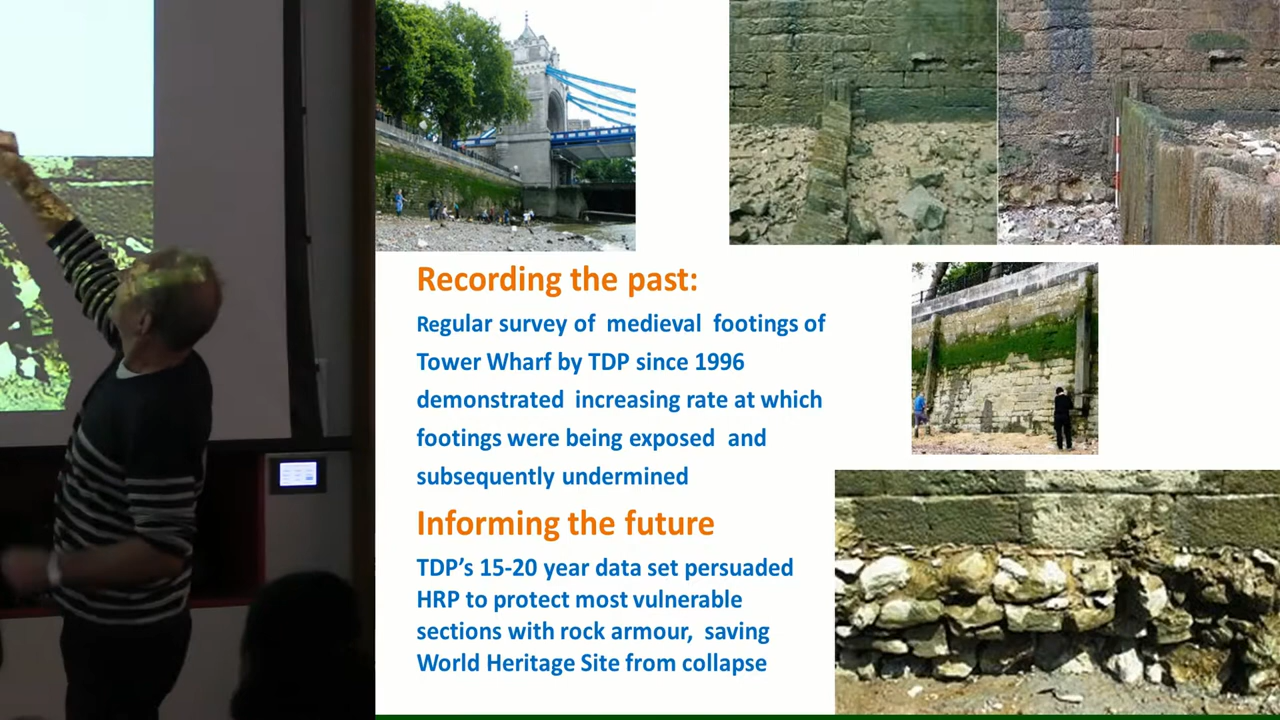 Recording the past:
Regular survey of medieval footings of
Tower Wharf by TDP since 1996
demonstrated increasing rate at which
footings were being exposed and
subsequently undermined
Informing the future
TDP's 15-20 year data set persuaded
HRP to protect most vulnerable
sections with rock armour, saving
World Heritage Site from collapse